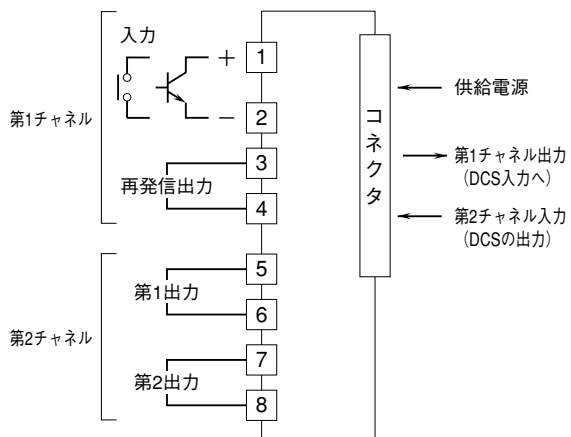 入力
+ 1
− 2
第1チャネル
3
再発信出力
4
5
第1出力
6
第2チャネル
7
第2出力
8
コネクタ
供給電源
第1チャネル出力
（DCS入力へ）
第2チャネル入力
（DCSの出力）